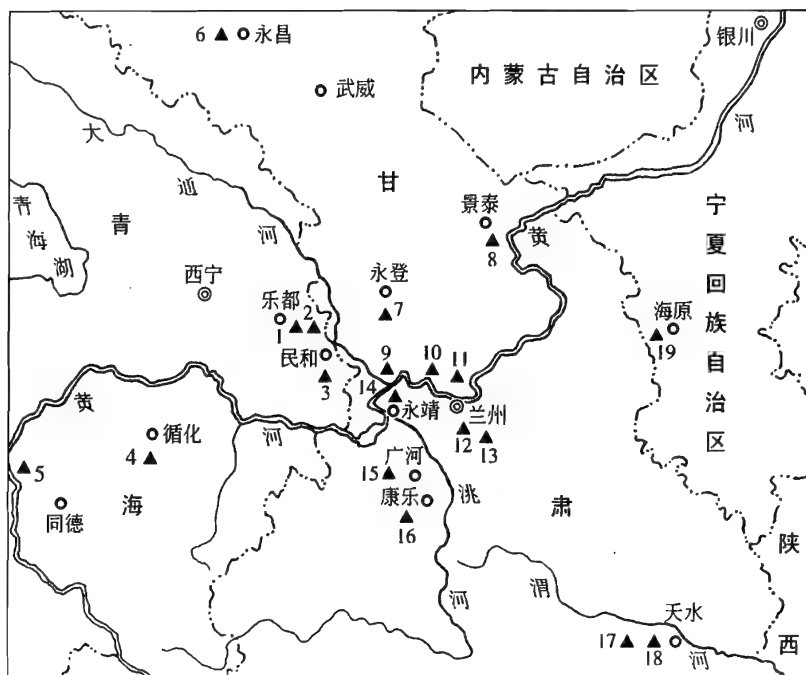 6
永昌
银川
武威
内蒙古自治区
河
大通河
甘
青海湖
青
景泰
黄
8
宁夏回族自治区
西宁
永登
7
乐都
2
1
海原
19
民和
3
9
10
11
14
永靖
兰州
12
13
黄
河
循化
4
5
同德
海
15
广河
康乐
16
洮
河
肃
陕
西
渭
河
天水
17
18